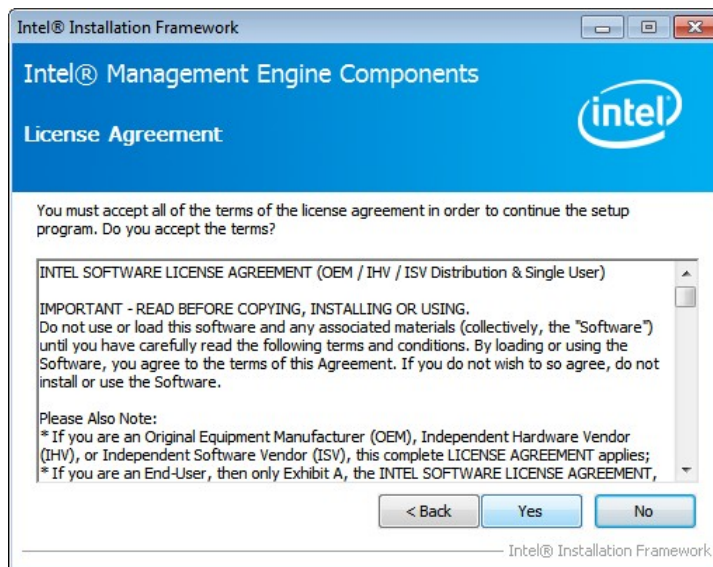 Intel® Installation Framework
Intel® Management Engine Components
intel
License Agreement
You must accept all of the terms of the license agreement in order to continue the setup
program. Do you accept the terms?
INTEL SOFTWARE LICENSE AGREEMENT (OEM / IHV / ISV Distribution & Single User)
IMPORTANT - READ BEFORE COPYING, INSTALLING OR USING.
Do not use or load this software and any associated materials (collectively, the "Software")
until you have carefully read the following terms and conditions. By loading or using the
Software, you agree to the terms of this Agreement. If you do not wish to so agree, do not
install or use the Software.
Please Also Note:
* If you are an Original Equipment Manufacturer (OEM), Independent Hardware Vendor
(IHV), or Independent Software Vendor (ISV), this complete LICENSE AGREEMENT applies;
* If you are an End-User, then only Exhibit A, the INTEL SOFTWARE LICENSE AGREEMENT,
< Back Yes No
Intel® Installation Framework